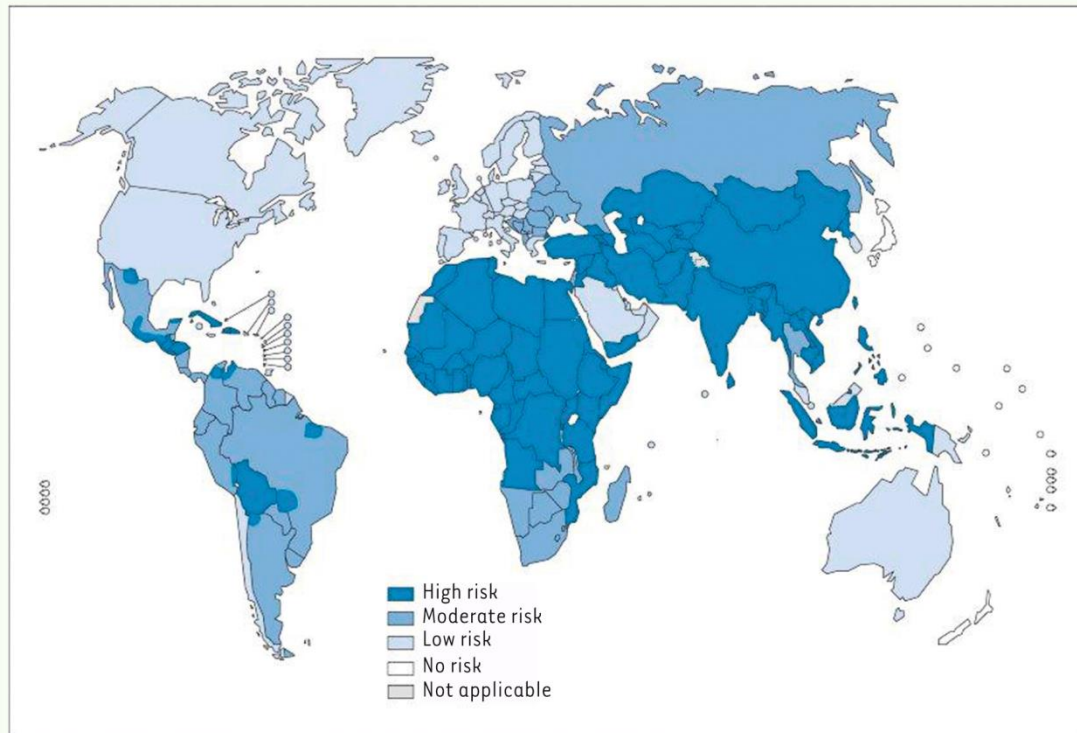 High risk
Moderate risk
Low risk
No risk
Not applicable